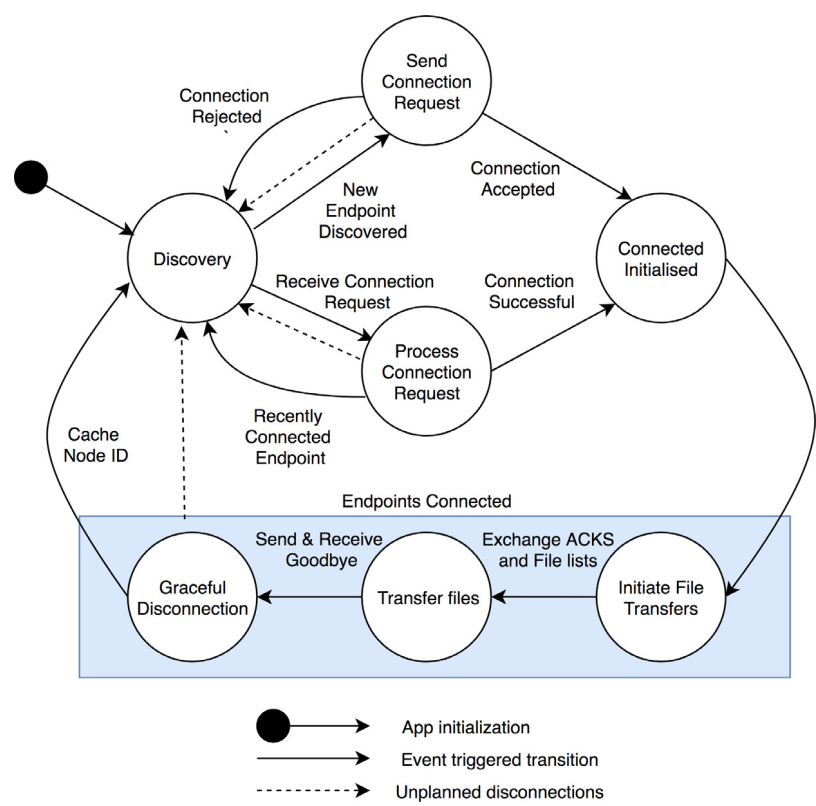 Send
Connection
Request
Connection
Rejected
Connection
Accepted
New
Endpoint
Discovered
Discovery
Connected
Initialised
Receive Connection
Request
Connection
Successful
Process
Connection
Request
Recently
Connected
Endpoint
Cache
Node ID
Endpoints Connected
Send & Receive
Goodbye
Exchange ACKS
and File lists
Graceful
Disconnection
Transfer files
Initiate File
Transfers
App initialization
Event triggered transition
Unplanned disconnections